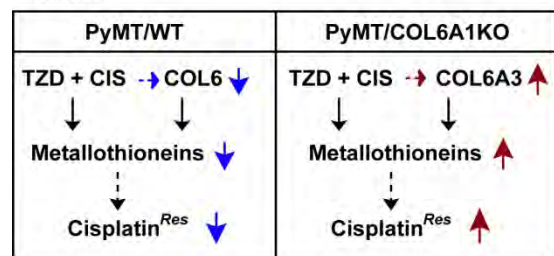 PyMT/WT
PyMT/COL6A1KO
TZD + CIS COL6
TZD + CIS COL6A3
Metallothioneins
Metallothioneins
Cisplatin^Res
Cisplatin^Res